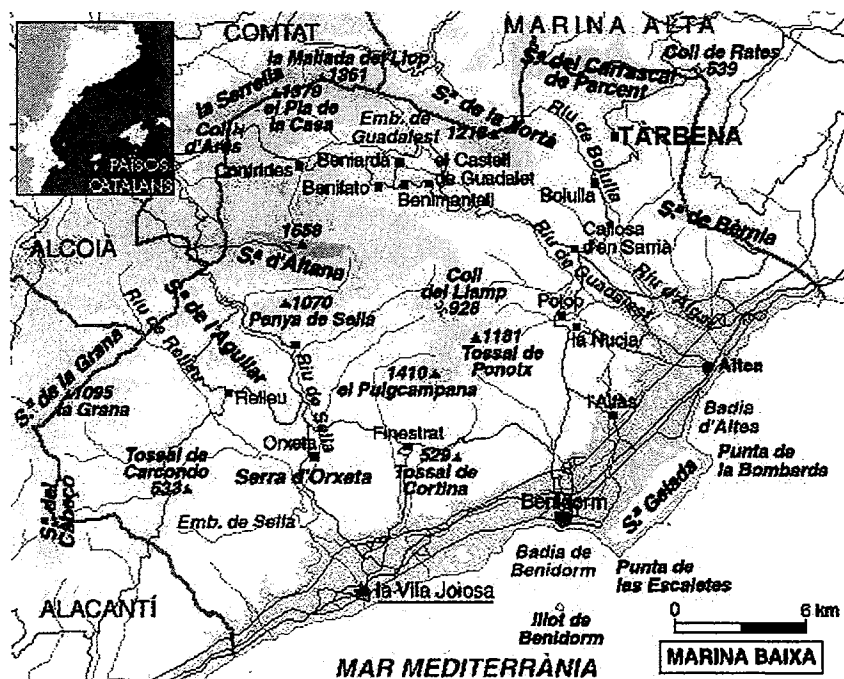 MARINA ALTA
COMTAT
la Mallada del Llop
1361
Coll de Rates
539
S.ª del Carrascal
de Parcent
la Serrella
1379
el Pla de
la Casa
S.ª de la Xortà
1218
Coll
d'Ares
Emb. de
Guadalest
Riu de Bolulla
TÀRBENA
PAÏSOS
CATALANS
Confrides
Beniardà
el Castell
de Guadalet
Benifato
Benimantell
Bolulla
ALCOIÀ
1558
S.ª d'Aitana
Callosa
d'en Sarrià
S.ª de Bèrnia
Riu de Guadalest
Riu d'Algar
Coll
del Llamp
928
1070
Penya de Sella
S.ª de l'Aguilar
Riu de Relleu
Polop
la Nucia
1181
Tossal de
Ponoix
S.ª de la Grana
1095
la Grana
Riu de Sella
1410
el Puigcampana
Altea
Relleu
l'Alfàs
Badia
d'Altea
Orxeta
Finestrat
Tossal de
Carcondo
533
Serra d'Orxeta
529
Tossal de
Cortina
Punta de
la Bombarda
S.ª del
Cabeçó
Emb. de Sella
Benidorm
S.ª Gelada
Badia de
Benidorm
Punta de
les Escaletes
ALACANTÍ
la Vila Joiosa
Illot de
Benidorm
0 6 km
MARINA BAIXA
MAR MEDITERRÀNIA